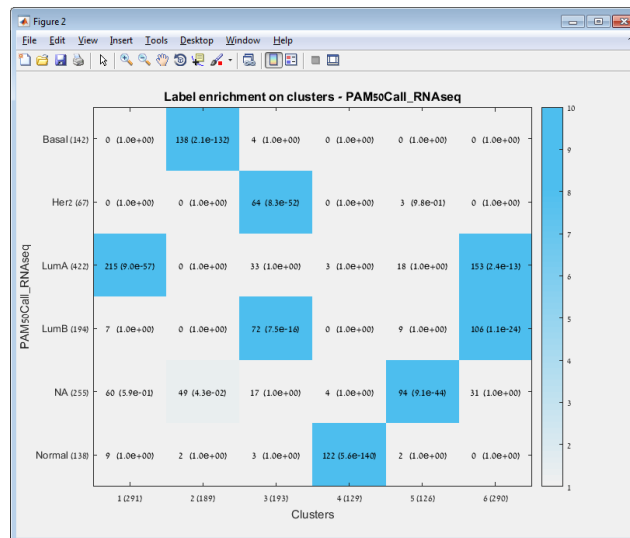 Figure 2
File Edit View Insert Tools Desktop Window Help
Label enrichment on clusters - PAM50Call_RNAseq
PAM50Call_RNAseq
Basal (142) 0 (1.0e+00) 138 (2.1e-132) 4 (1.0e+00) 0 (1.0e+00) 0 (1.0e+00) 0 (1.0e+00)
Her2 (67) 0 (1.0e+00) 0 (1.0e+00) 64 (8.3e-52) 0 (1.0e+00) 3 (9.8e-01) 0 (1.0e+00)
LumA (422) 215 (9.0e-57) 0 (1.0e+00) 33 (1.0e+00) 3 (1.0e+00) 18 (1.0e+00) 153 (2.4e-13)
LumB (194) 7 (1.0e+00) 0 (1.0e+00) 72 (7.5e-16) 0 (1.0e+00) 9 (1.0e+00) 106 (1.1e-24)
NA (255) 60 (5.9e-01) 49 (4.3e-02) 17 (1.0e+00) 4 (1.0e+00) 94 (9.1e-44) 31 (1.0e+00)
Normal (138) 9 (1.0e+00) 2 (1.0e+00) 3 (1.0e+00) 122 (5.6e-140) 2 (1.0e+00) 0 (1.0e+00)
1 (291) 2 (189) 3 (193) 4 (129) 5 (126) 6 (290)
Clusters
10
9
8
7
6
5
4
3
2
1